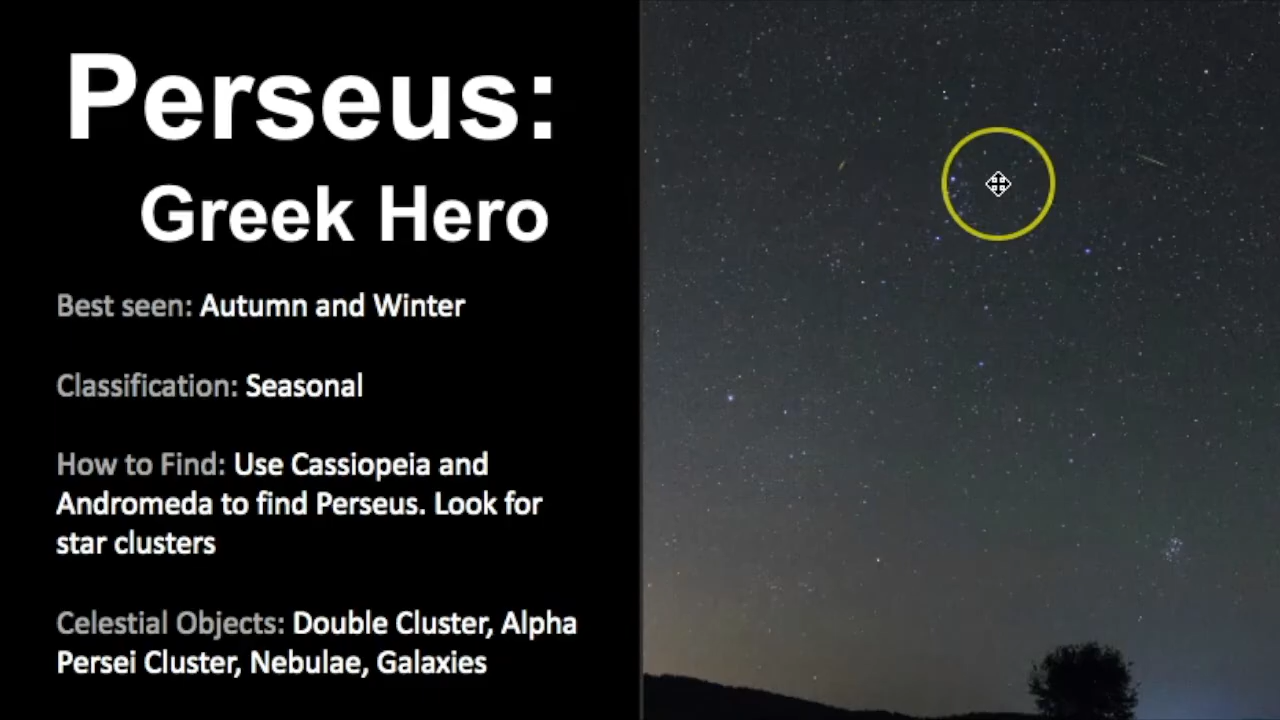 Perseus:
Greek Hero
Best seen: Autumn and Winter
Classification: Seasonal
How to Find: Use Cassiopeia and
Andromeda to find Perseus. Look for
star clusters
Celestial Objects: Double Cluster, Alpha
Persei Cluster, Nebulae, Galaxies